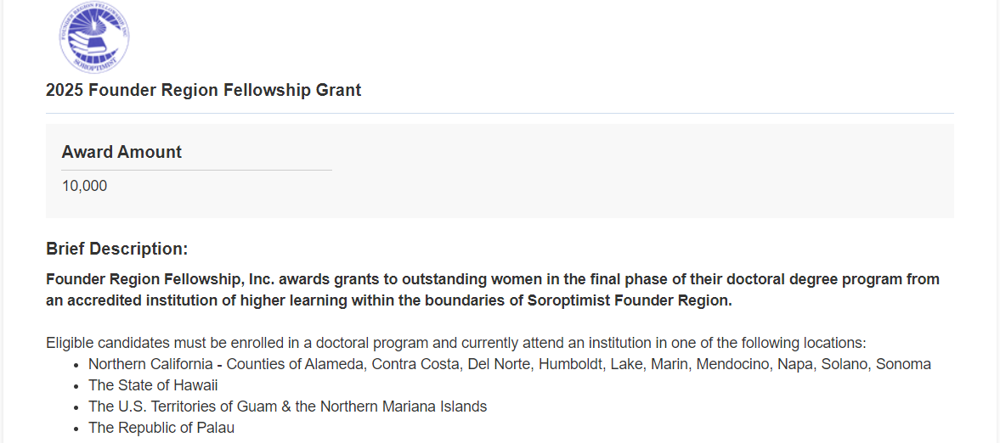 FOUNDER REGION FELLOWSHIP, INC
SOROPTIMIST
2025 Founder Region Fellowship Grant
Award Amount
10,000
Brief Description:
Founder Region Fellowship, Inc. awards grants to outstanding women in the final phase of their doctoral degree program from
an accredited institution of higher learning within the boundaries of Soroptimist Founder Region.
Eligible candidates must be enrolled in a doctoral program and currently attend an institution in one of the following locations:
• Northern California - Counties of Alameda, Contra Costa, Del Norte, Humboldt, Lake, Marin, Mendocino, Napa, Solano, Sonoma
• The State of Hawaii
• The U.S. Territories of Guam & the Northern Mariana Islands
• The Republic of Palau